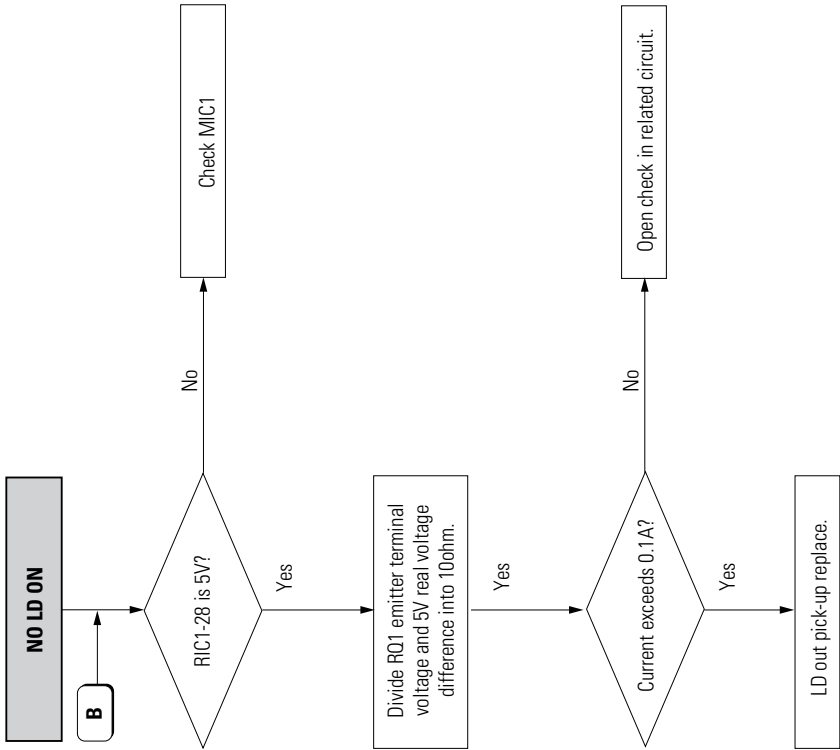 NO LD ON
B
RIC1-28 is 5V?
No
Check MIC1
Yes
Divide RQ1 emitter terminal
voltage and 5V real voltage
difference into 10ohm.
Yes
Current exceeds 0.1A?
No
Open check in related circuit.
Yes
LD out pick-up replace.